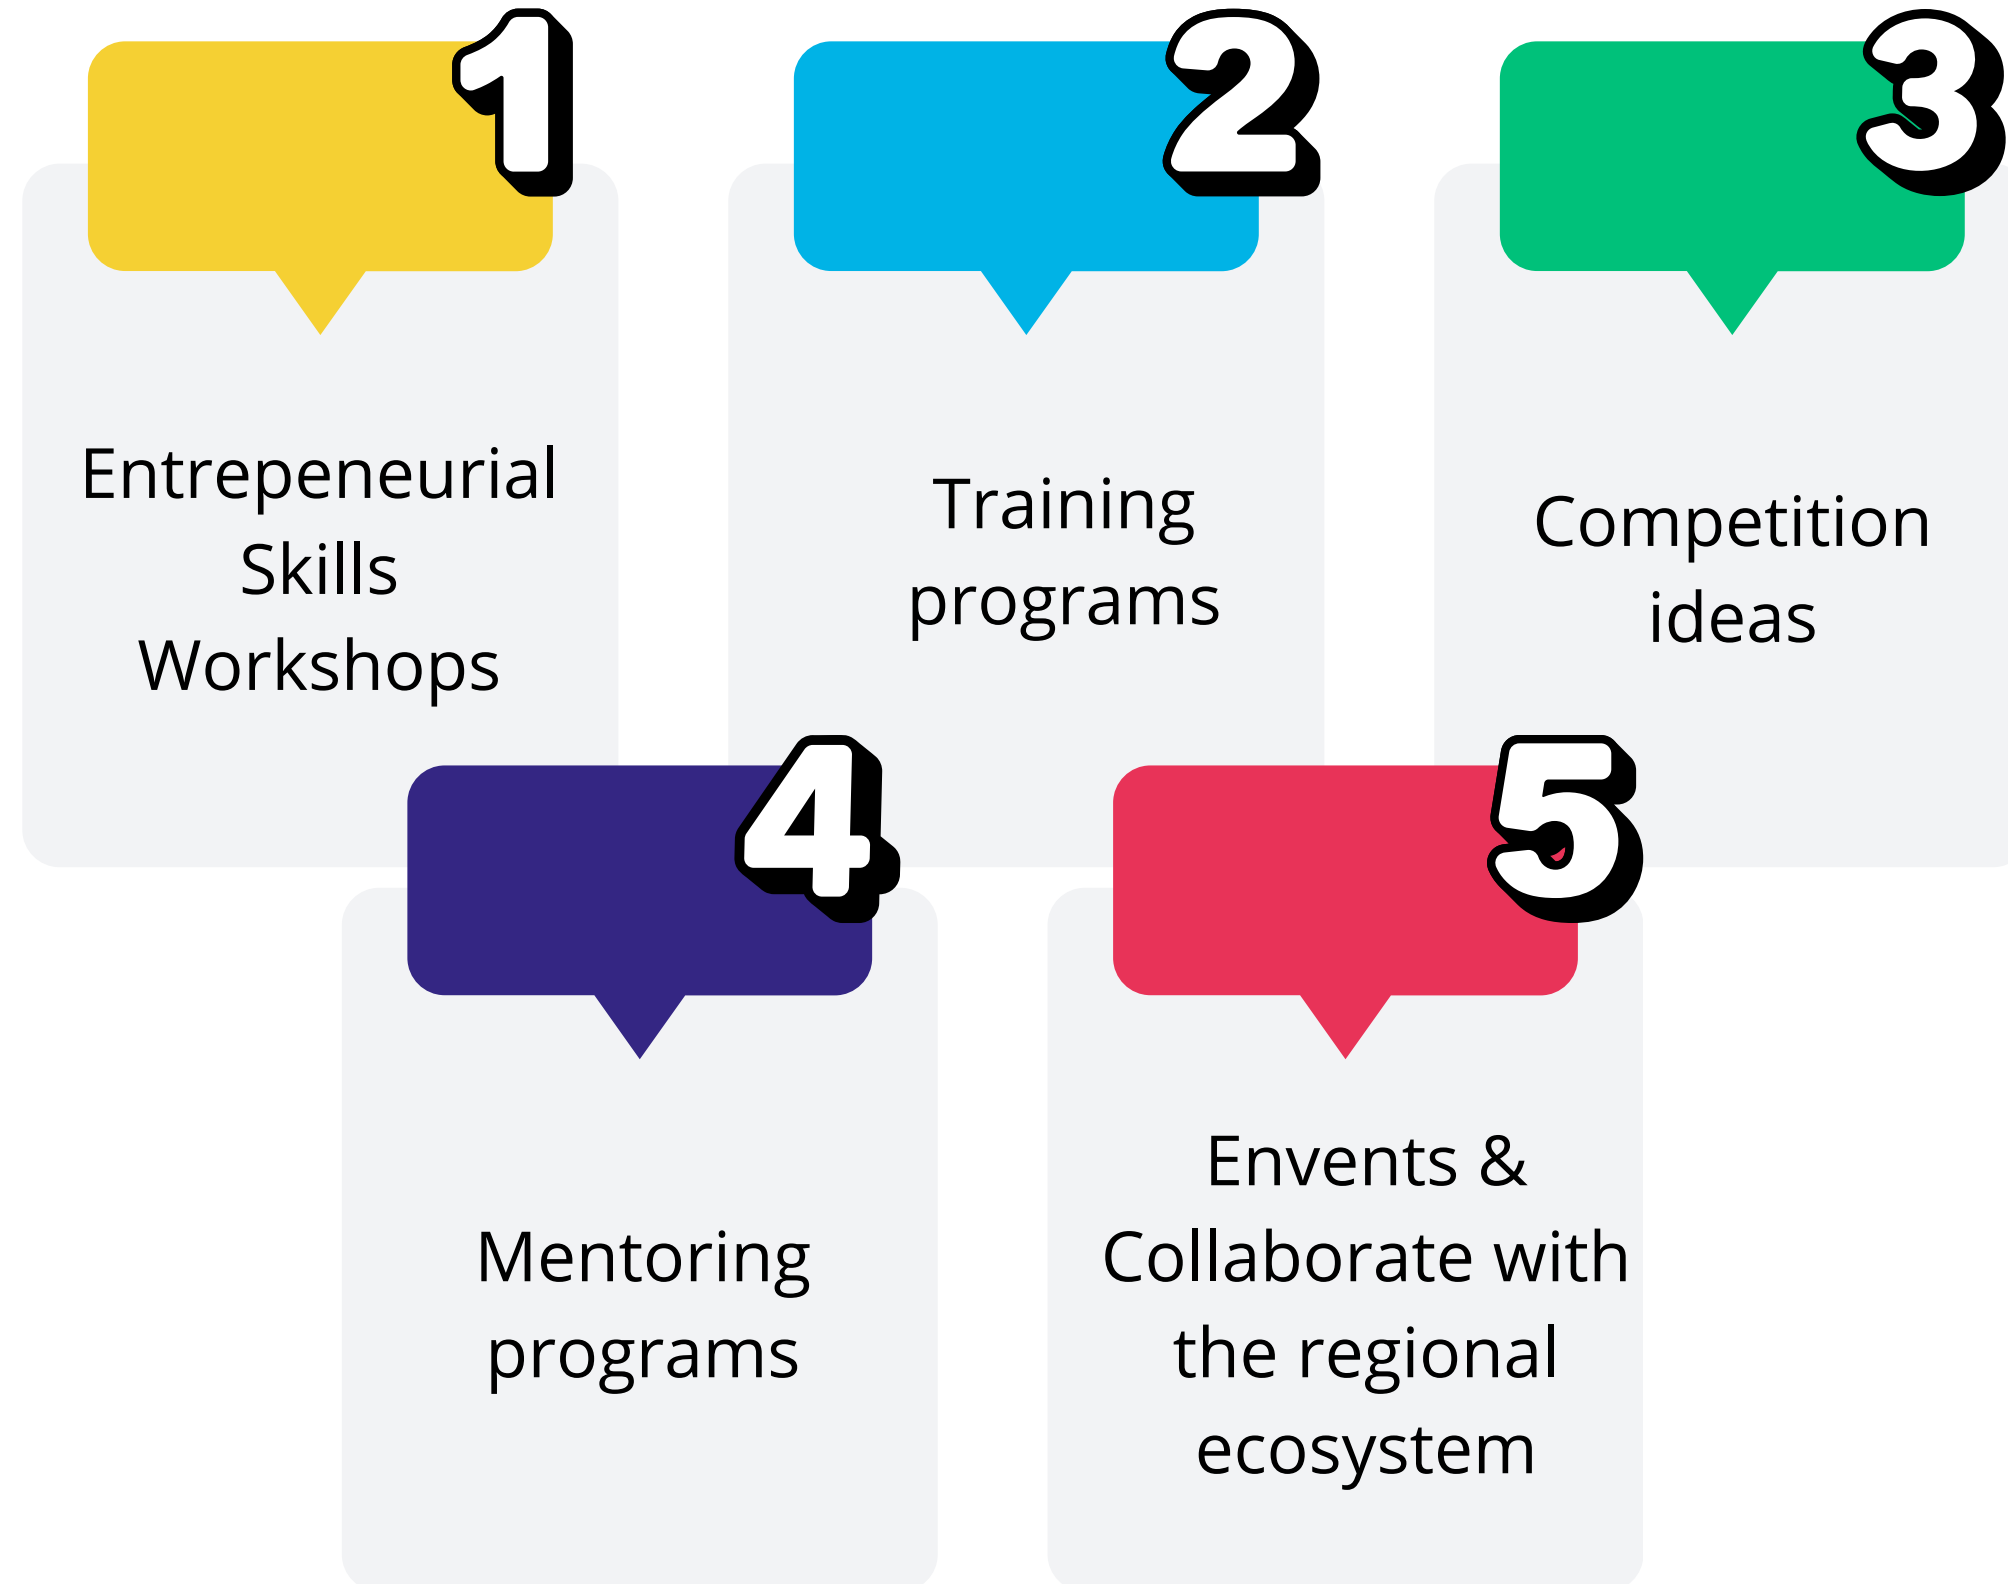 1
Entrepeneurial
Skills
Workshops
2
Training
programs
3
Competition
ideas
4
Mentoring
programs
5
Envents &
Collaborate with
the regional
ecosystem